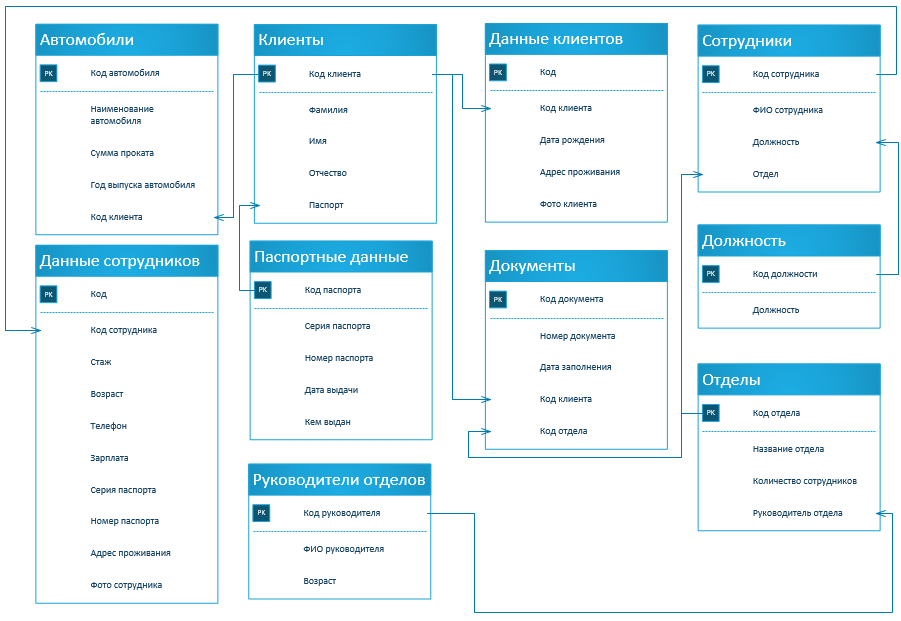 Автомобили
PK
Код автомобиля
Наименование
автомобиля
Сумма проката
Год выпуска автомобиля
Код клиента
Клиенты
PK
Код клиента
Фамилия
Имя
Отчество
Паспорт
Данные клиентов
PK
Код
Код клиента
Дата рождения
Адрес проживания
Фото клиента
Сотрудники
PK
Код сотрудника
ФИО сотрудника
Должность
Отдел
Данные сотрудников
PK
Код
Код сотрудника
Стаж
Возраст
Телефон
Зарплата
Серия паспорта
Номер паспорта
Адрес проживания
Фото сотрудника
Паспортные данные
PK
Код паспорта
Серия паспорта
Номер паспорта
Дата выдачи
Кем выдан
Документы
PK
Код документа
Номер документа
Дата заполнения
Код клиента
Код отдела
Должность
PK
Код должности
Должность
Руководители отделов
PK
Код руководителя
ФИО руководителя
Возраст
Отделы
PK
Код отдела
Название отдела
Количество сотрудников
Руководитель отдела